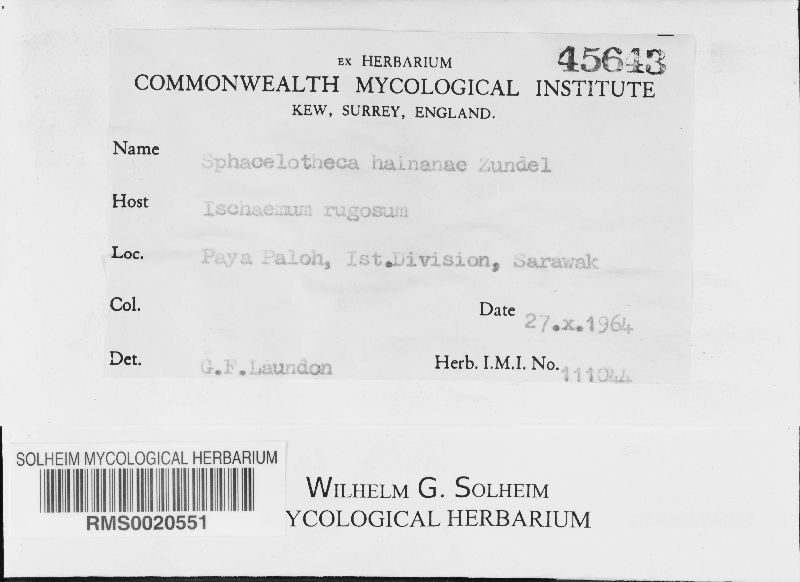 45643
EX HERBARIUM
COMMONWEALTH MYCOLOGICAL INSTITUTE
KEW, SURREY, ENGLAND.
Name Sphacelotheca hainanae Zundel
Host Ischaemum rugosum
Loc. Paya Paloh, Ist.Division, Sarawak
Col. Date 27.x.1964
Det. G.F.Laundon Herb. I.M.I. No. 111044
SOLHEIM MYCOLOGICAL HERBARIUM
RMS0020551
WILHELM G. SOLHEIM
YCOLOGICAL HERBARIUM